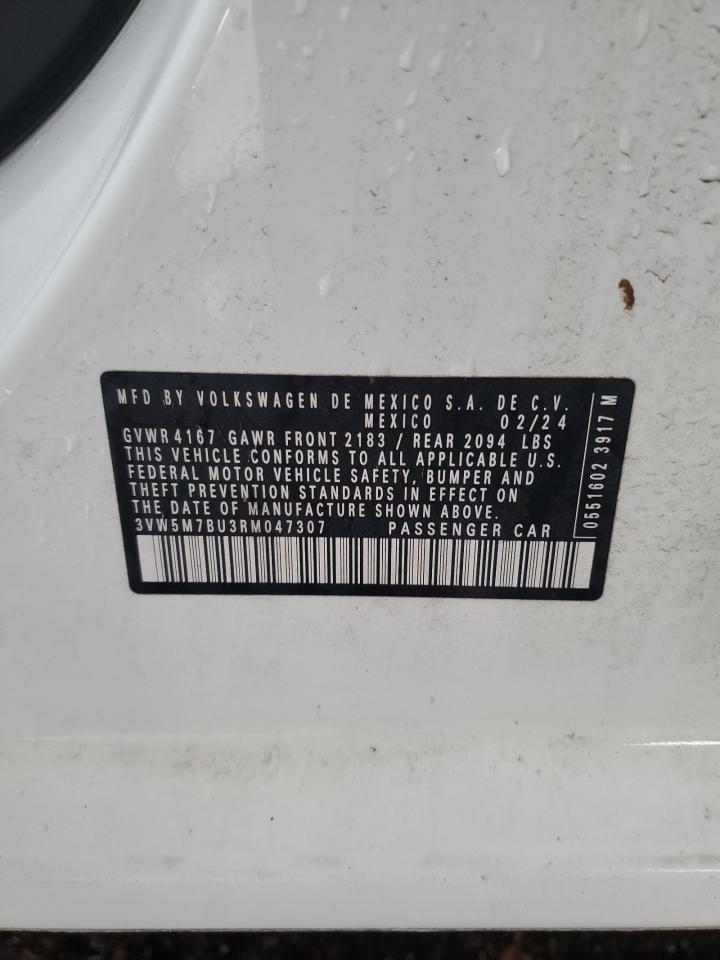 MFD BY VOLKSWAGEN DE MEXICO S.A. DE C.V.
MEXICO 02/24
GVWR 4167 GAWR FRONT 2183 / REAR 2094 LBS
THIS VEHICLE CONFORMS TO ALL APPLICABLE U.S.
FEDERAL MOTOR VEHICLE SAFETY, BUMPER AND
THEFT PREVENTION STANDARDS IN EFFECT ON
THE DATE OF MANUFACTURE SHOWN ABOVE.
3VW5M7BU3RM047307 PASSENGER CAR
0551602 3917 M